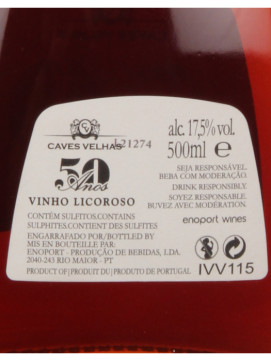 CV
CAVES VELHAS
L21274
50
Anos
VINHO LICOROSO
CONTÉM SULFITOS.CONTAINS
SULPHITES.CONTIENT DES SULFITES
ENGARRAFADO POR/BOTTLED BY
MIS EN BOUTEILLE PAR:
ENOPORT - PRODUÇÃO DE BEBIDAS, LDA.
2040-243 RIO MAIOR - PT
PRODUCT OF | PRODUIT DU | PRODUTO DE PORTUGAL
alc. 17,5% vol.
500ml e
SEJA RESPONSÁVEL
BEBA COM MODERAÇÃO
DRINK RESPONSIBLY.
SOYEZ RESPONSABLE
BUVEZ AVEC MODÉRATION
enoport wines
IVV115